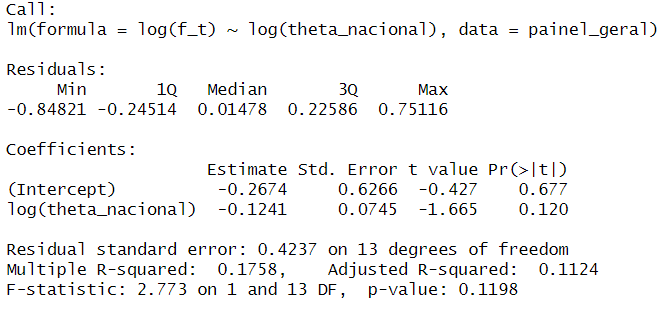 Call:
lm(formula = log(f_t) ~ log(theta_nacional), data = painel_geral)
Residuals:
Min 1Q Median 3Q Max
-0.84821 -0.24514 0.01478 0.22586 0.75116
Coefficients:
Estimate Std. Error t value Pr(>|t|)
(Intercept) -0.2674 0.6266 -0.427 0.677
log(theta_nacional) -0.1241 0.0745 -1.665 0.120
Residual standard error: 0.4237 on 13 degrees of freedom
Multiple R-squared: 0.1758, Adjusted R-squared: 0.1124
F-statistic: 2.773 on 1 and 13 DF, p-value: 0.1198